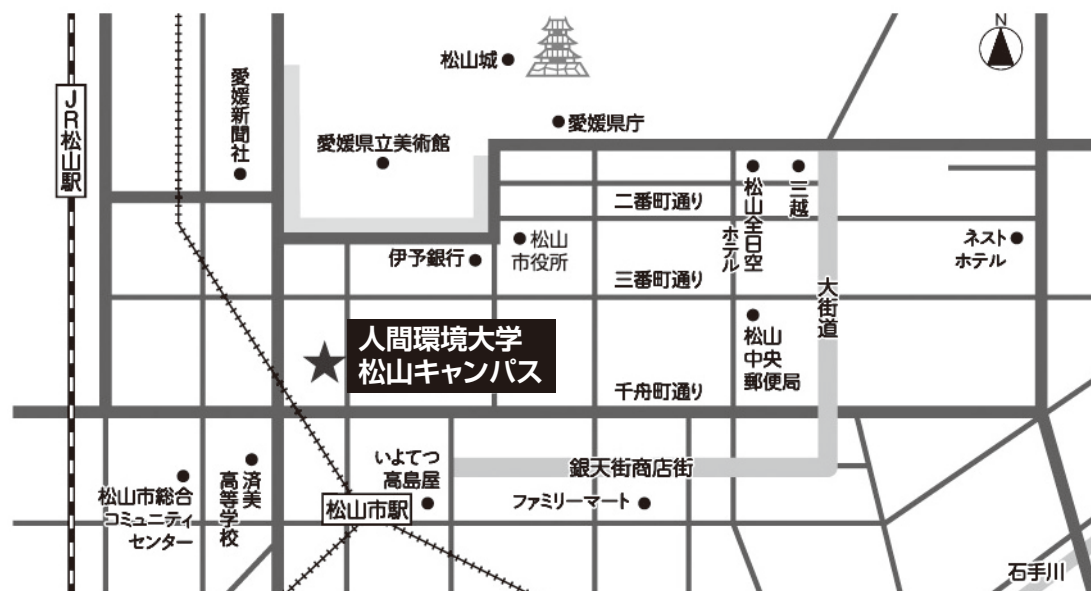 N
松山城
愛媛新聞社
JR松山駅
愛媛県庁
愛媛県立美術館
二番町通り
松山全日空
ホテル
三越
松山
市役所
伊予銀行
ネスト
ホテル
三番町通り
大街道
人間環境大学
松山キャンパス
松山
中央
郵便局
千舟町通り
いよてつ
高島屋
銀天街商店街
済美
高等学校
松山市総合
コミュニティ
センター
松山市駅
ファミリーマート
石手川